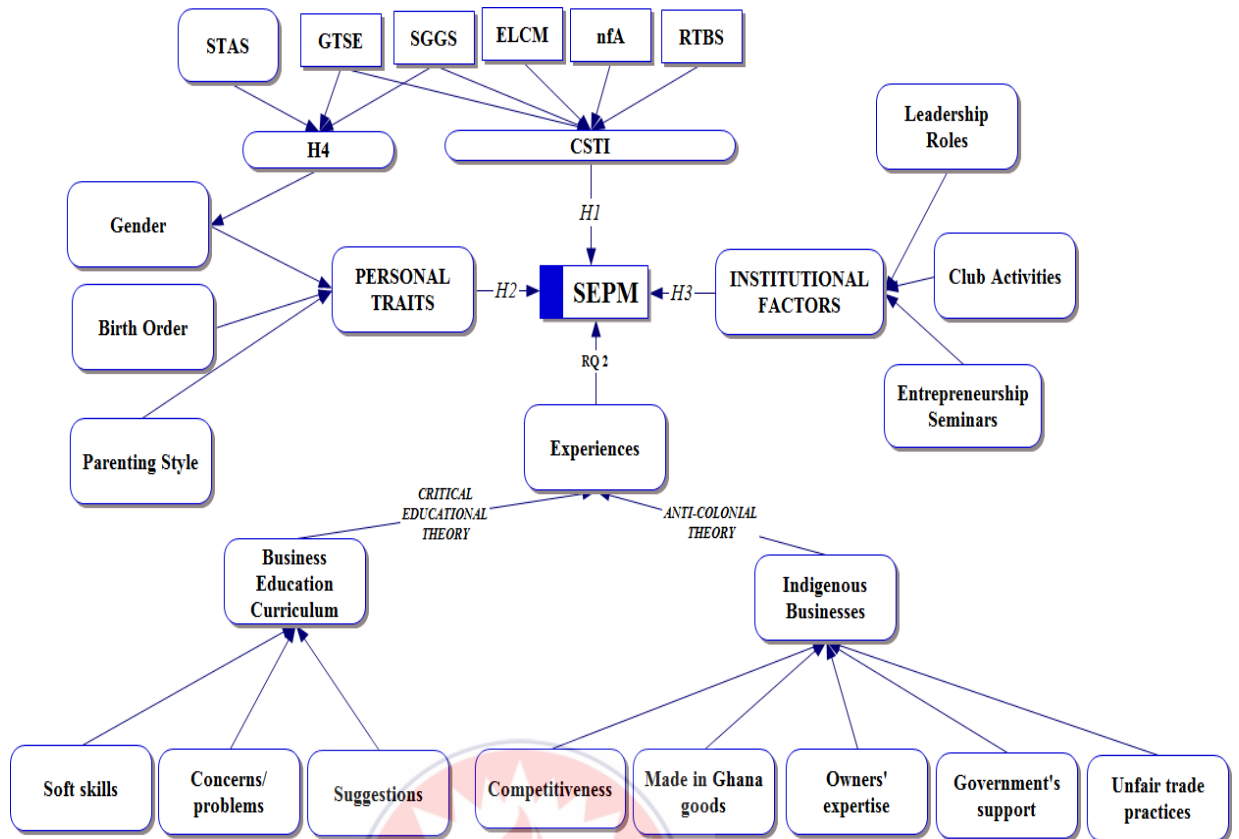 STAS
GTSE
SGGS
ELCM
nfA
RTBS
H4
CSTI
Leadership
Roles
H1
Gender
PERSONAL
TRAITS
H2
SEPM
H3
INSTITUTIONAL
FACTORS
Club Activities
Birth Order
RQ 2
Entrepreneurship
Seminars
Parenting Style
Experiences
CRITICAL
EDUCATIONAL
THEORY
ANTI-COLONIAL
THEORY
Business
Education
Curriculum
Indigenous
Businesses
Soft skills
Concerns/
problems
Suggestions
Competitiveness
Made in Ghana
goods
Owners'
expertise
Government's
support
Unfair trade
practices